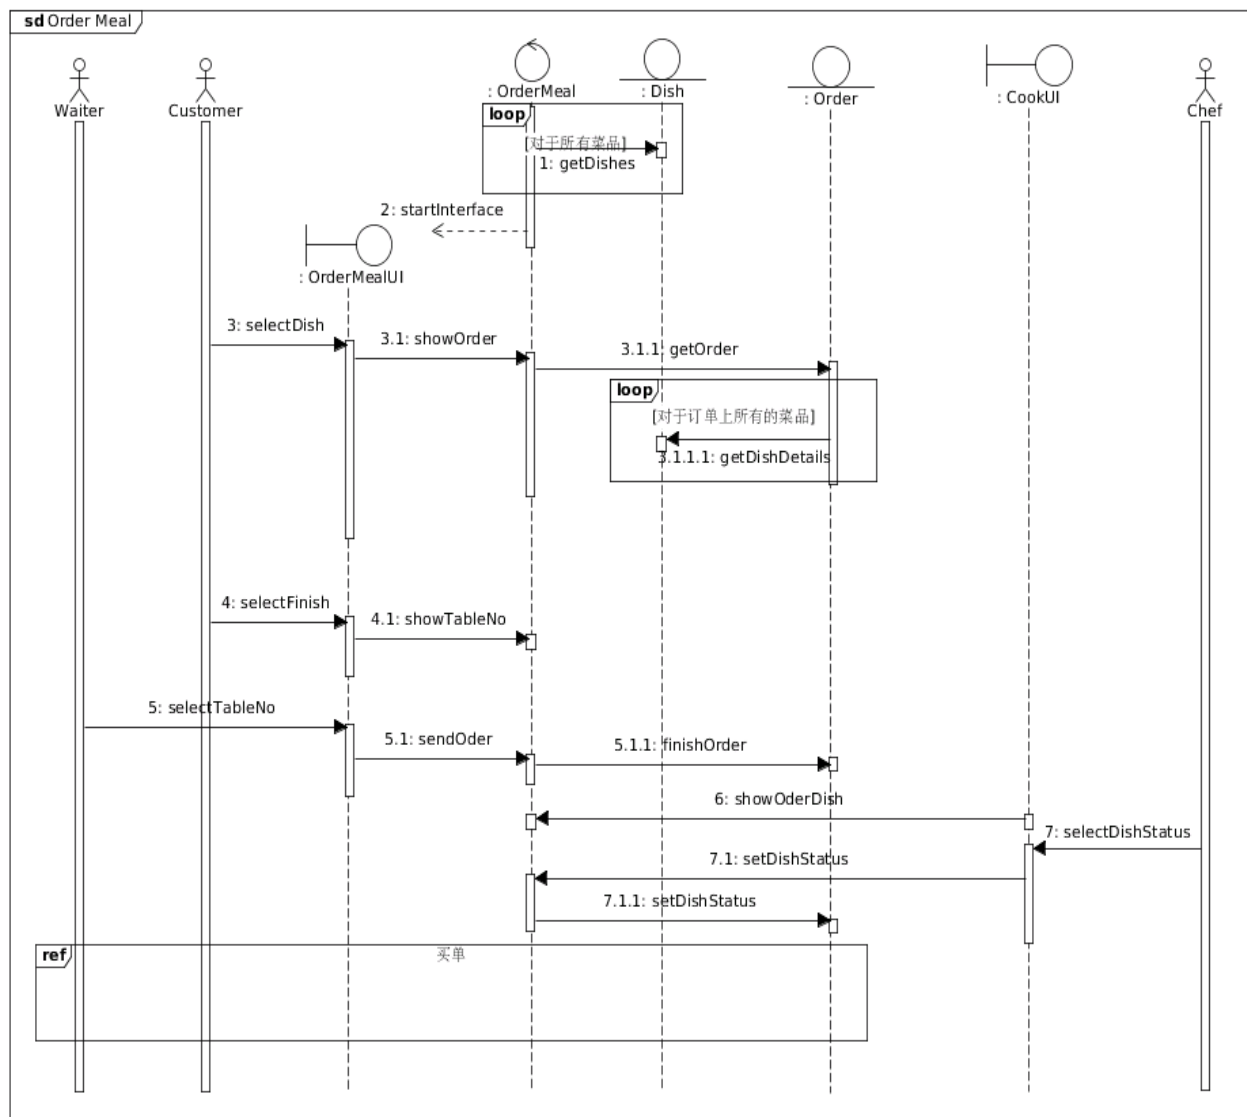 sd Order Meal
Waiter
Customer
: OrderMeal
: Dish
: Order
: CookUI
Chef
loop
[对于所有菜品]
1: getDishes
2: startInterface
: OrderMealUI
3: selectDish
3.1: showOrder
3.1.1: getOrder
loop
[对于订单上所有的菜品]
3.1.1.1: getDishDetails
4: selectFinish
4.1: showTableNo
5: selectTableNo
5.1: sendOder
5.1.1: finishOrder
6: showOderDish
7: selectDishStatus
7.1: setDishStatus
7.1.1: setDishStatus
ref
买单